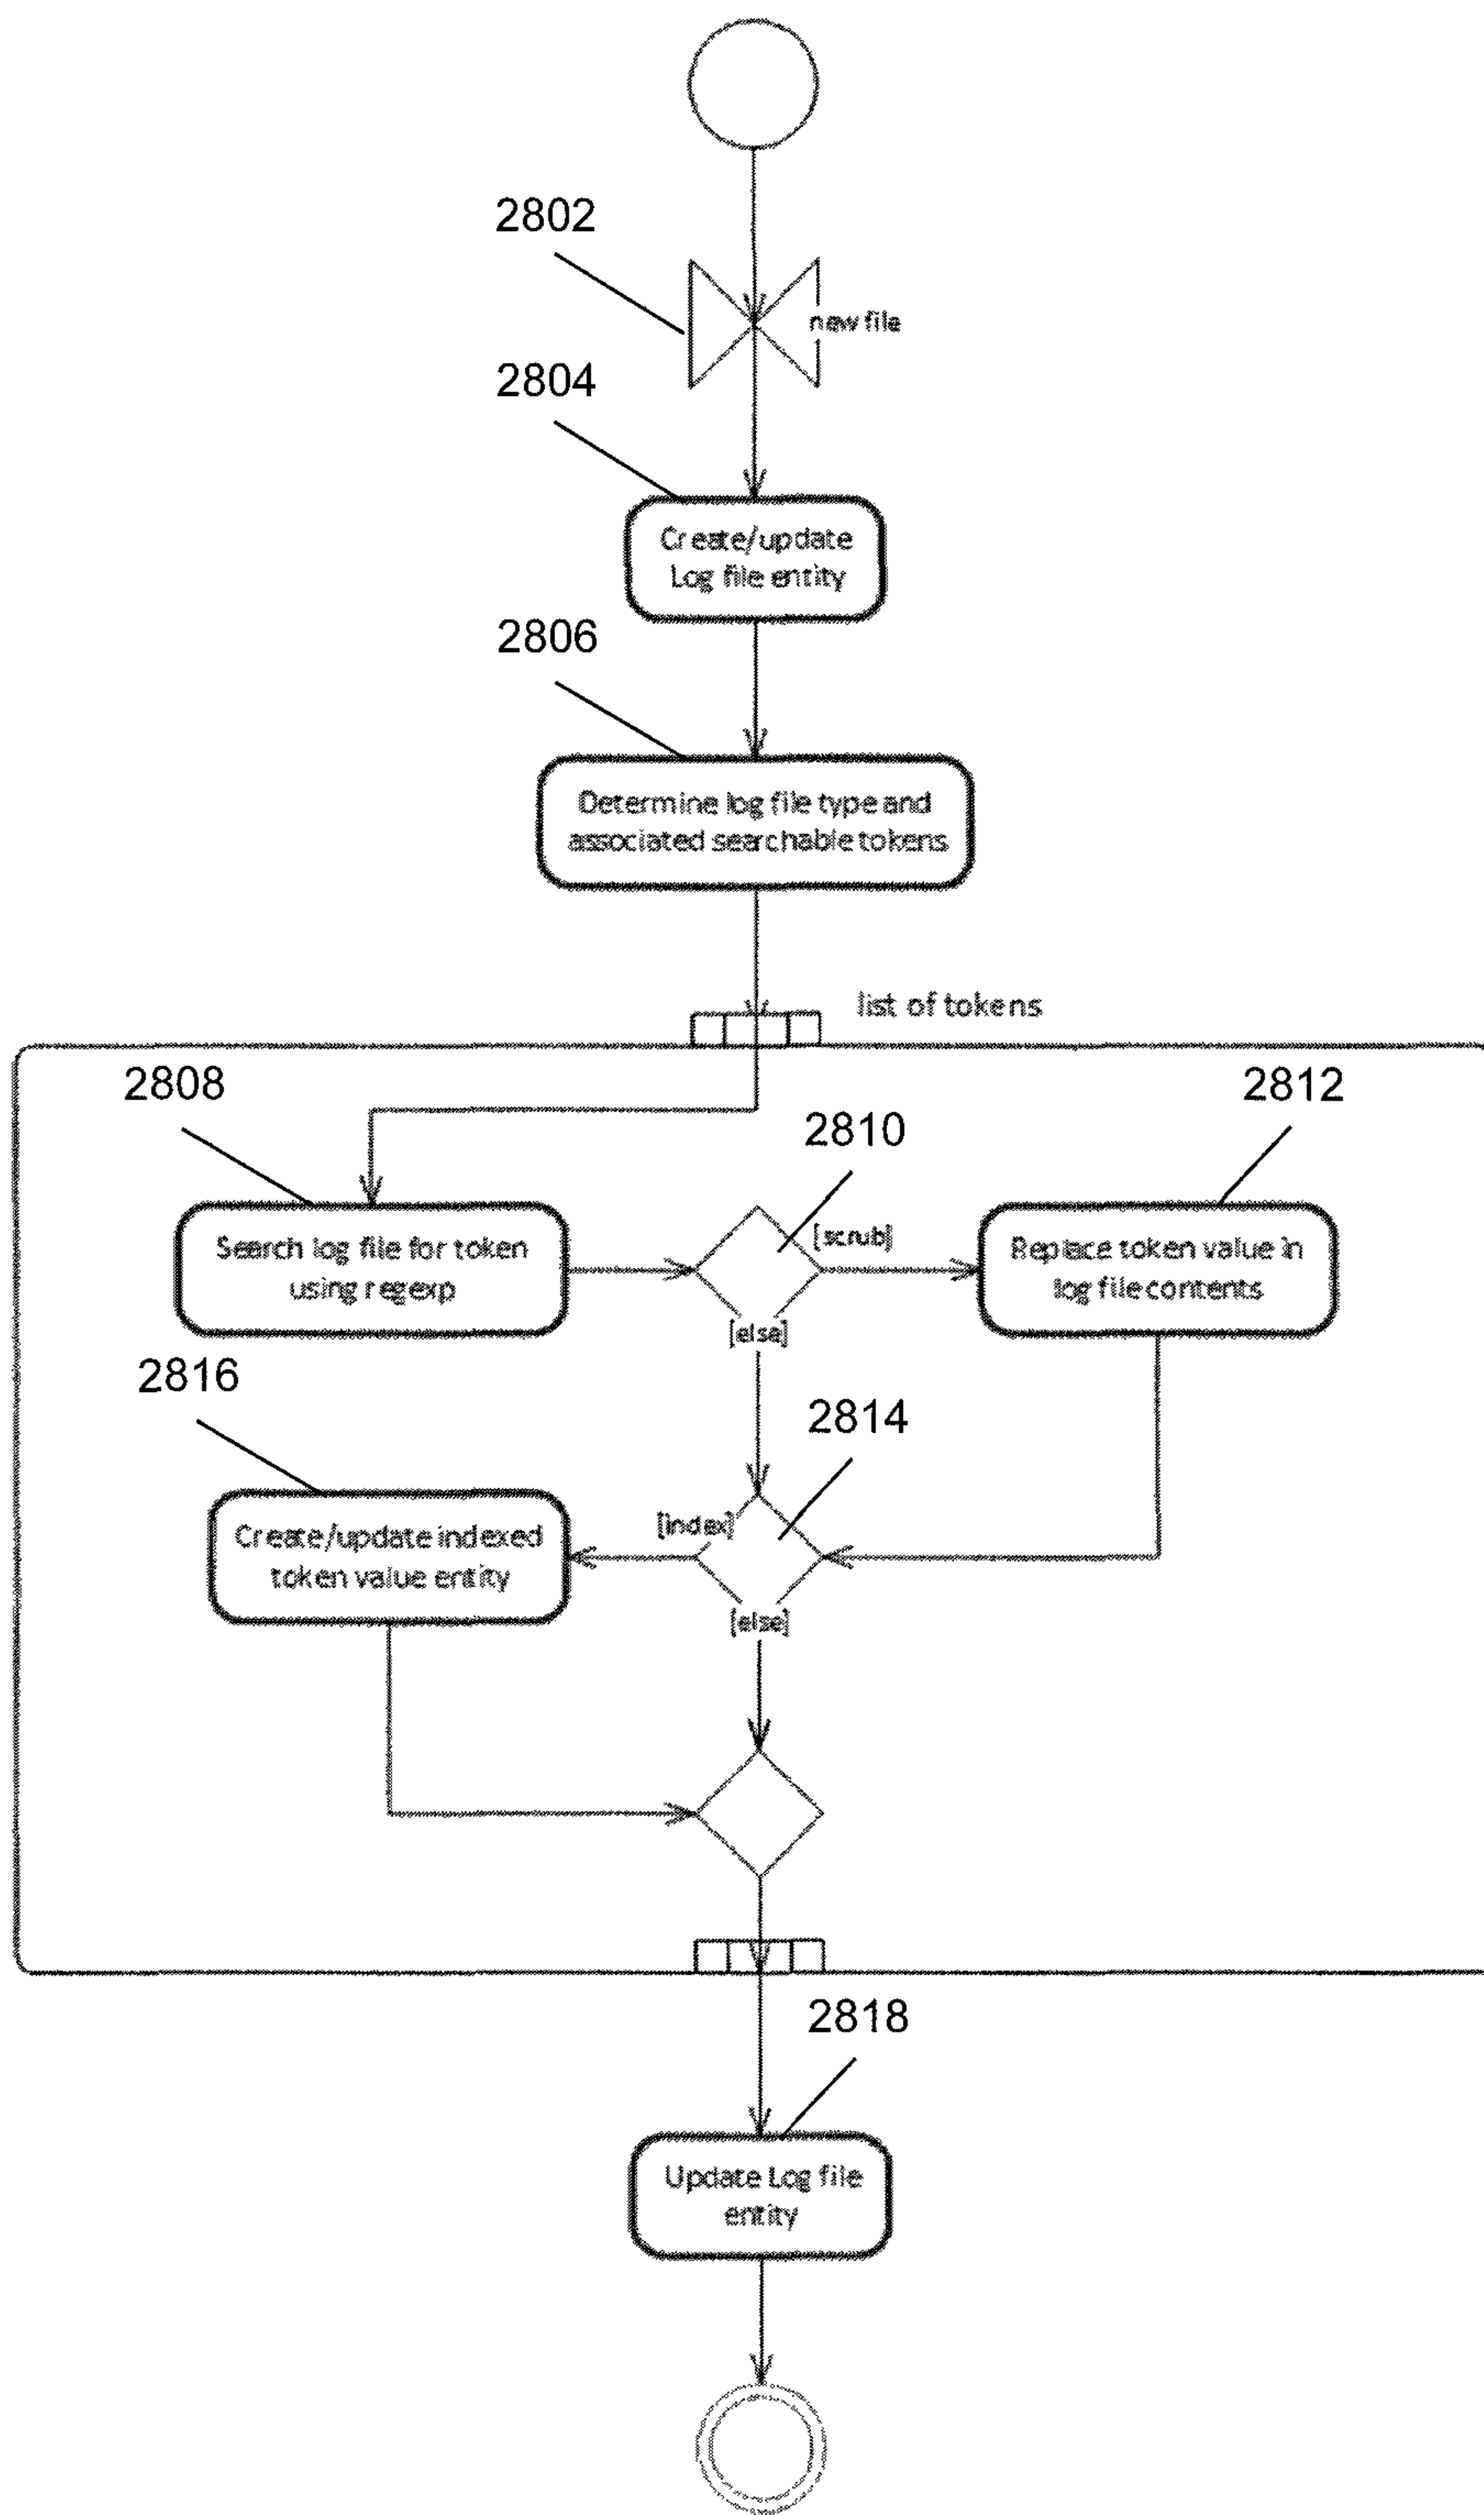 2802
new file
2804
Create/update
Log file entity
2806
Determine log file type and
associated searchable tokens
list of tokens
2808
2812
2810
Search log file for token
using regexp
[scrub]
Replace token value in
log file contents
[else]
2816
2814
Create/update indexed
token value entity
[index]
[else]
2818
Update Log file
entity